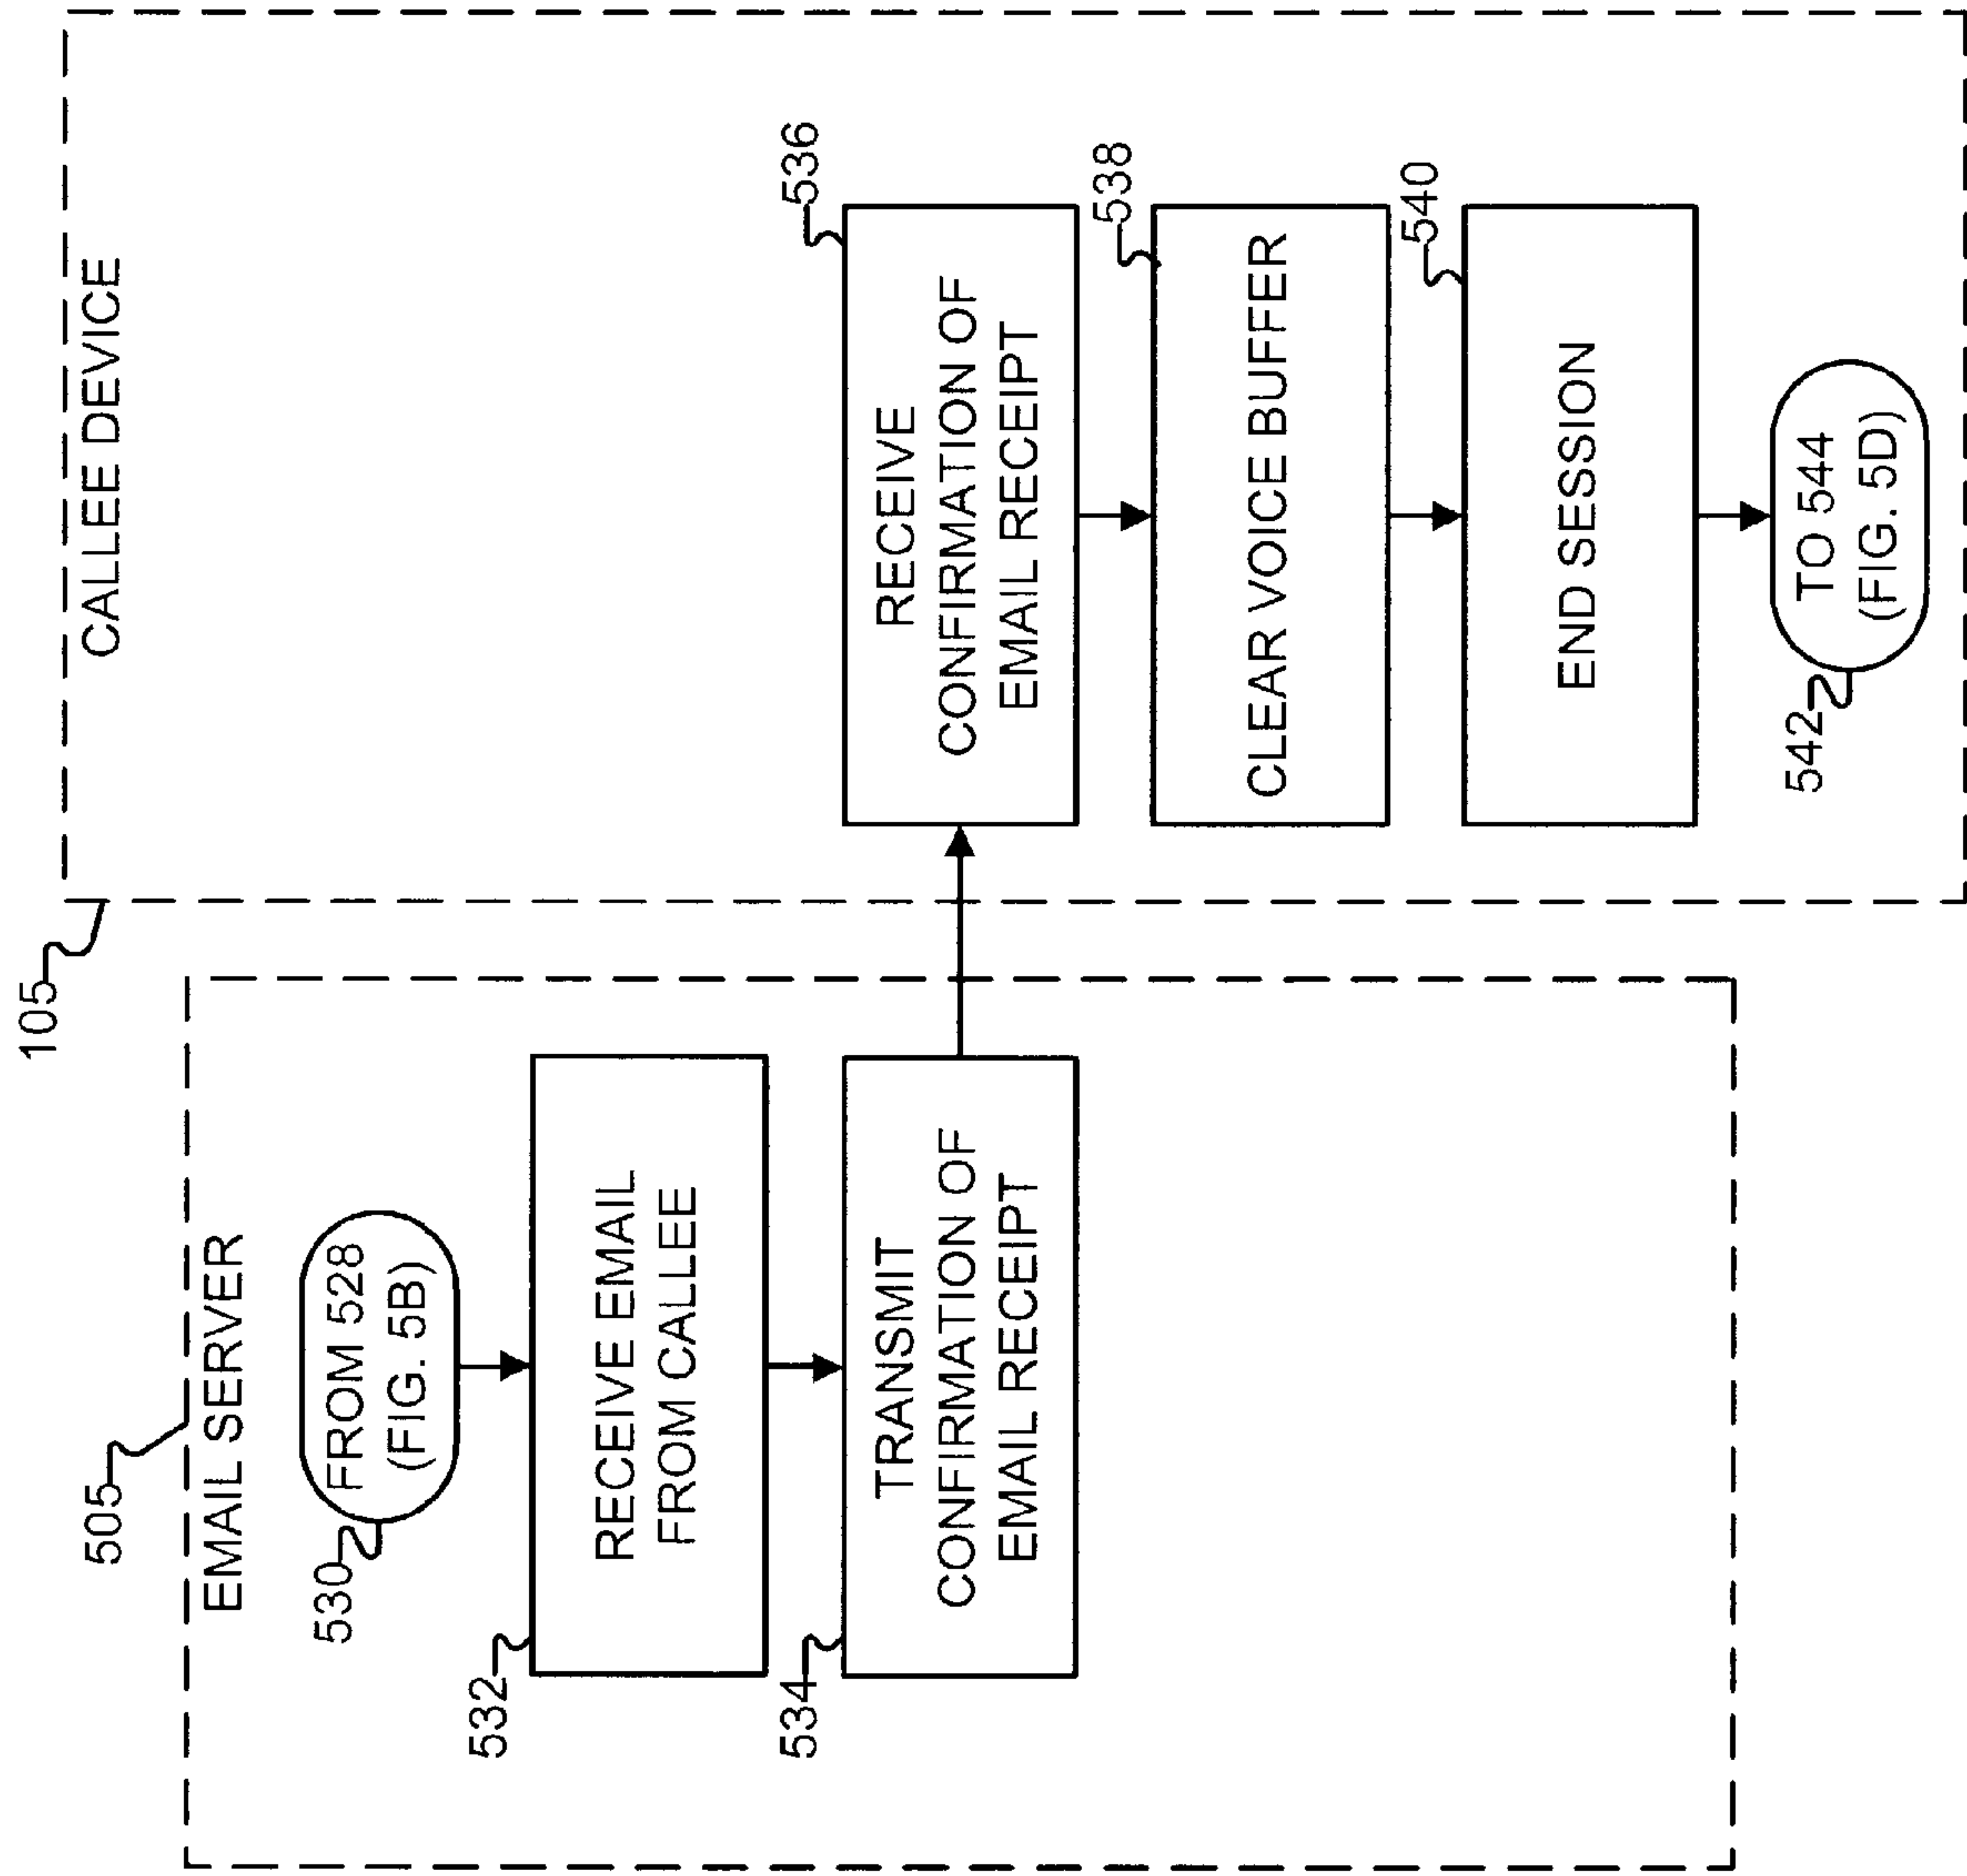 505
EMAIL SERVER
530
FROM 528
(FIG. 5B)
532
RECEIVE EMAIL
FROM CALLEE
534
TRANSMIT
CONFIRMATION OF
EMAIL RECEIPT
105
CALLEE DEVICE
536
RECEIVE
CONFIRMATION OF
EMAIL RECEIPT
538
CLEAR VOICE BUFFER
540
END SESSION
542
TO 544
(FIG. 5D)